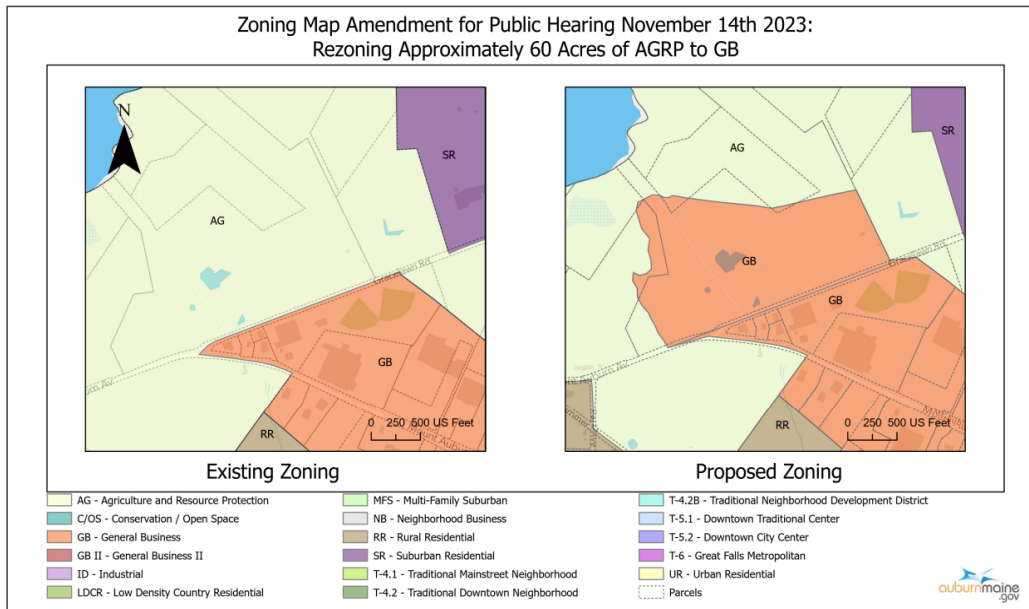 Zoning Map Amendment for Public Hearing November 14th 2023:
Rezoning Approximately 60 Acres of AGRP to GB
N
SR
AG
GB
RR
0 250 500 US Feet
Existing Zoning
SR
AG
GB
GB
RR
0 250 500 US Feet
Proposed Zoning
AG - Agriculture and Resource Protection
C/OS - Conservation / Open Space
GB - General Business
GB II - General Business II
ID - Industrial
LDCR - Low Density Country Residential
MFS - Multi-Family Suburban
NB - Neighborhood Business
RR - Rural Residential
SR - Suburban Residential
T-4.1 - Traditional Mainstreet Neighborhood
T-4.2 - Traditional Downtown Neighborhood
T-4.2B - Traditional Neighborhood Development District
T-5.1 - Downtown Traditional Center
T-5.2 - Downtown City Center
T-6 - Great Falls Metropolitan
UR - Urban Residential
Parcels
auburnmaine
.gov